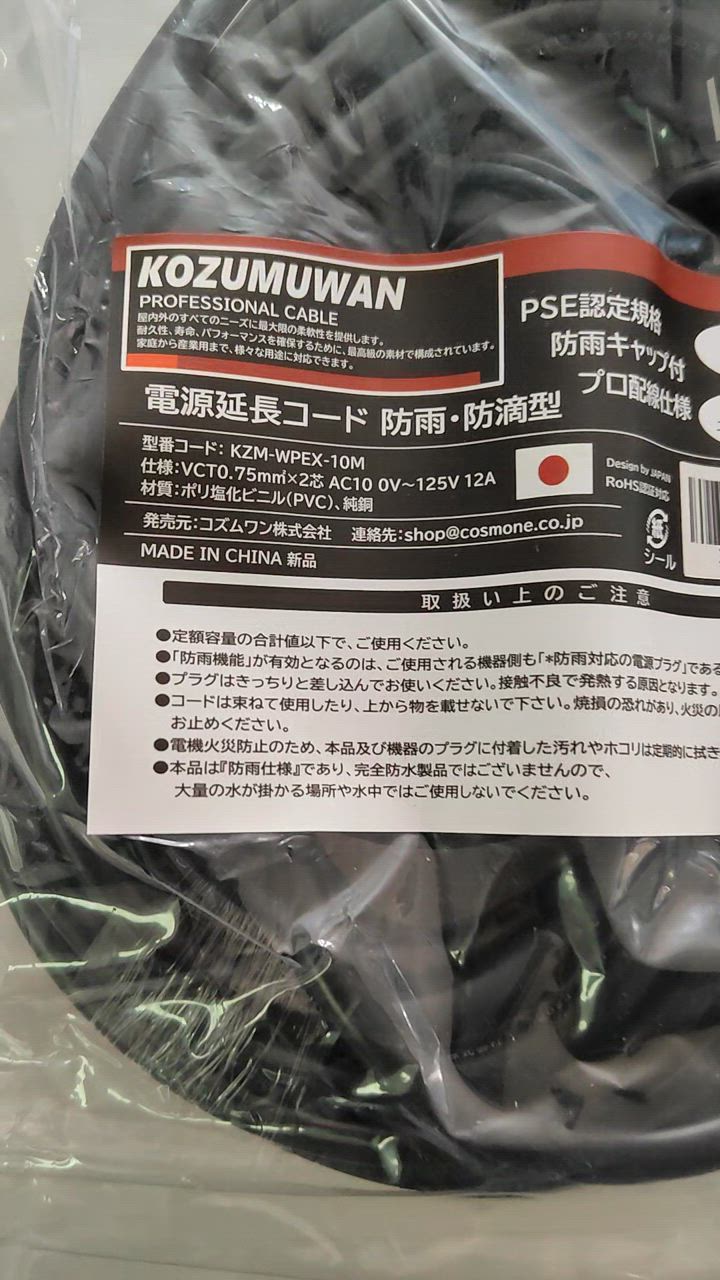 KOZUMUWAN
PROFESSIONAL CABLE
屋内外のすべてのニーズに最大限の柔軟性を提供します。
耐久性、寿命、パフォーマンスを確保するために、最高級の素材で構成されています。
家庭から産業用まで、様々な用途に対応できます。
PSE認定規格
防雨キャップ付
プロ配線仕様
電源延長コード 防雨・防滴型
型番コード: KZM-WPEX-10M
仕様:VCT0.75m㎡×2芯 AC10 0V～125V 12A
材質:ポリ塩化ビニル(PVC)、純銅
Design by JAPAN
RoHS認証対応
発売元:コズムワン株式会社 連絡先:shop@cosmone.co.jp
紙
シール
MADE IN CHINA 新品
取扱い上のご注意
●定額容量の合計値以下で、ご使用ください。
●「防雨機能」が有効となるのは、ご使用される機器側も「*防雨対応の電源プラグ」である
●プラグはきっちりと差し込んでお使いください。接触不良で発熱する原因となります。
●コードは束ねて使用したり、上から物を載せないで下さい。焼損の恐れがあり、火災の
お止めください。
●電機火災防止のため、本品及び機器のプラグに付着した汚れやホコリは定期的に拭き
●本品は『防雨仕様』であり、完全防水製品ではございませんので、
大量の水が掛かる場所や水中ではご使用しないでください。